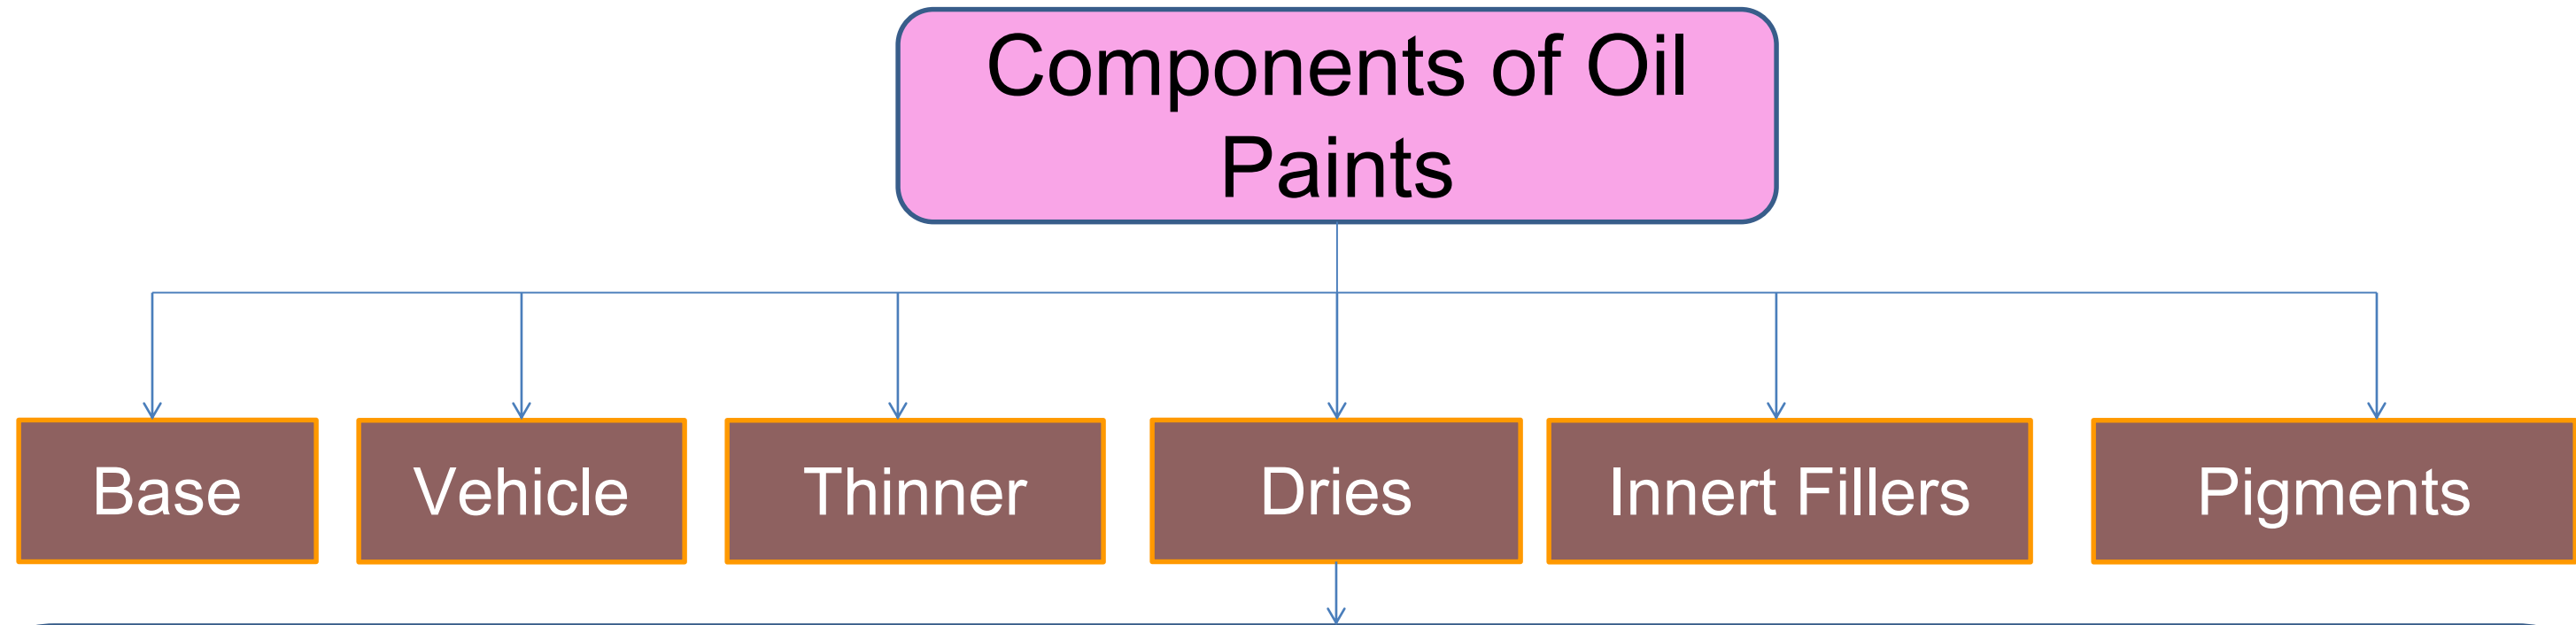 Components of Oil
Paints
Base
Vehicle
Thinner
Dries
Innert Fillers
Pigments